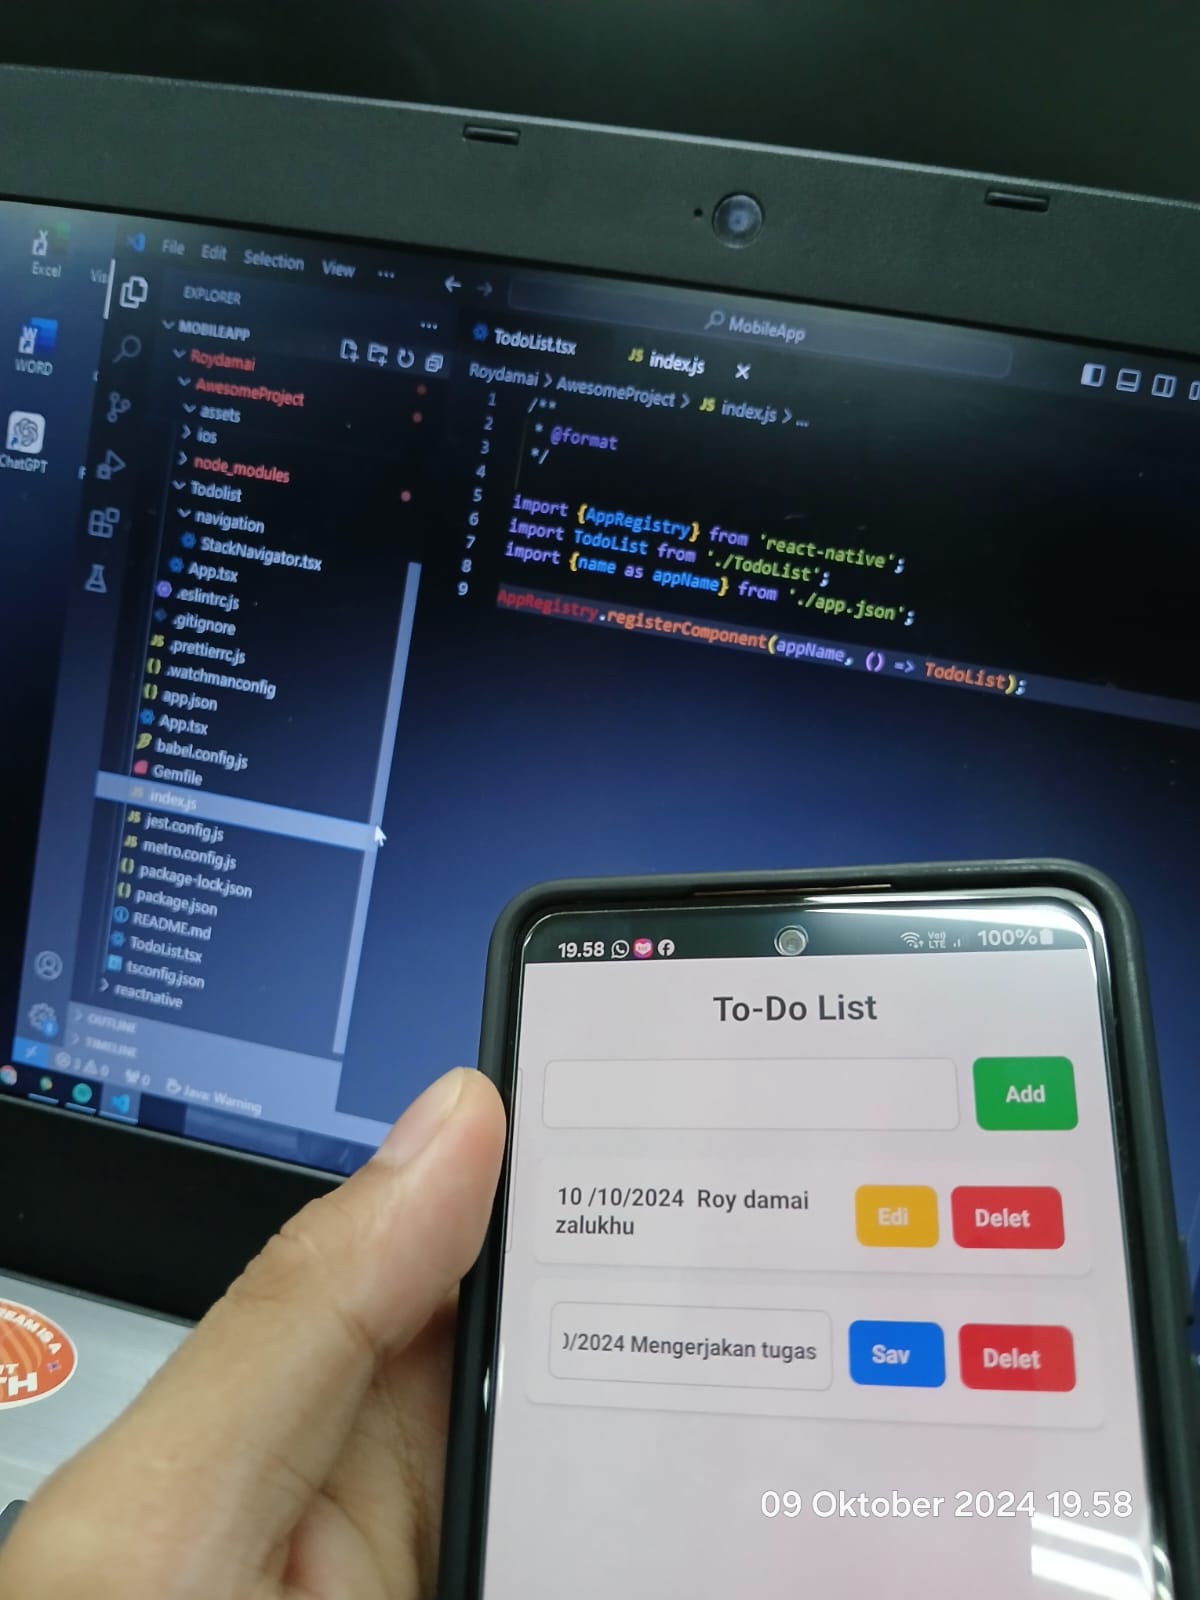 Excel
WORD
ChatGPT
File Edit Selection View ...
MobileApp
EXPLORER
...
MOBILEAPP
Roydamai
AwesomeProject
assets
ios
node_modules
Todolist
navigation
StackNavigator.tsx
App.tsx
.eslintrc.js
.gitignore
.prettierrc.js
.watchmanconfig
app.json
App.tsx
babel.config.js
Gemfile
index.js
jest.config.js
metro.config.js
package-lock.json
package.json
README.md
TodoList.tsx
tsconfig.json
reactnative
OUTLINE
TIMELINE
Java: Warning
TodoList.tsx
JS index.js
Roydamai > AwesomeProject > JS index.js > ...
1 /**
2 * @format
3 */
4
5 import {AppRegistry} from 'react-native';
6 import TodoList from './TodoList';
7 import {name as appName} from './app.json';
8
9 AppRegistry.registerComponent(appName, () => TodoList);
19.58
100%
To-Do List
Add
10 /10/2024 Roy damai
zalukhu
Edi
Delet
/2024 Mengerjakan tugas
Sav
Delet
09 Oktober 2024 19.58